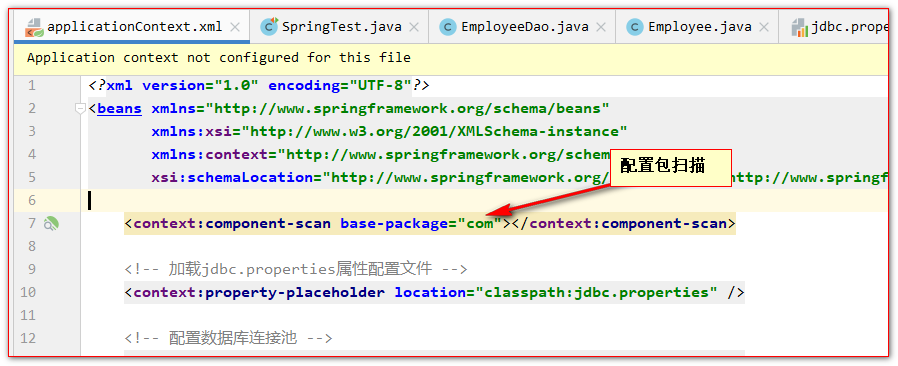 applicationContext.xml SpringTest.java EmployeeDao.java Employee.java jdbc.prope
Application context not configured for this file
1 <?xml version="1.0" encoding="UTF-8"?>
2 <beans xmlns="http://www.springframework.org/schema/beans"
3 xmlns:xsi="http://www.w3.org/2001/XMLSchema-instance"
4 xmlns:context="http://www.springframework.org/schem
配置包扫描
5 xsi:schemaLocation="http://www.springframework.org/ http://www.springf
6
7 <context:component-scan base-package="com"></context:component-scan>
8
9 <!-- 加载jdbc.properties属性配置文件 -->
10 <context:property-placeholder location="classpath:jdbc.properties" />
11
12 <!-- 配置数据库连接池 -->